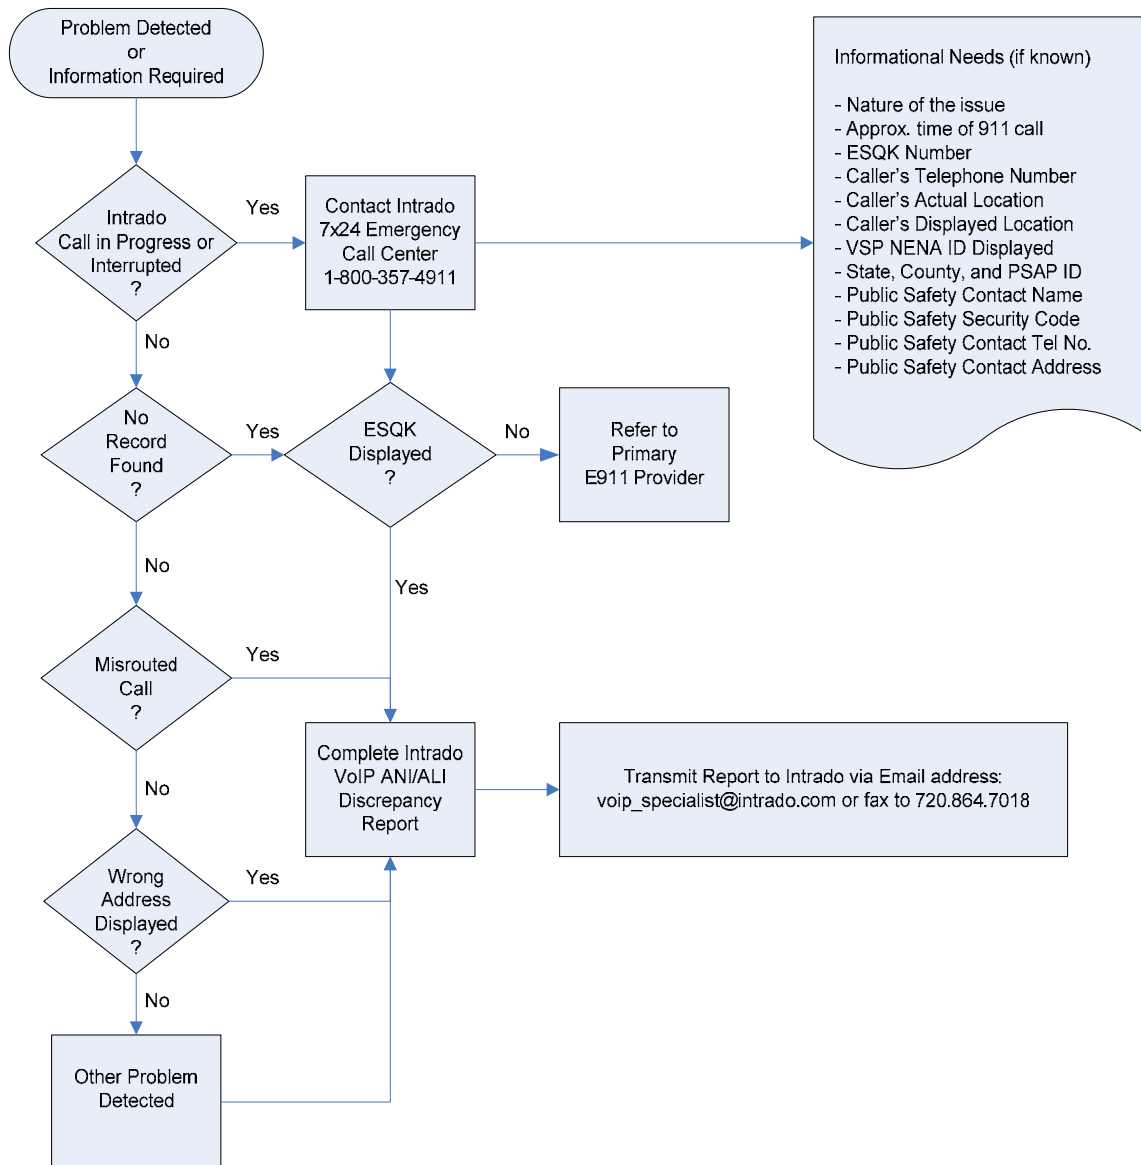 Problem Detected
or
Information Required
Informational Needs (if known)
- Nature of the issue
- Approx. time of 911 call
- ESQK Number
- Caller's Telephone Number
- Caller's Actual Location
- Caller's Displayed Location
- VSP NENA ID Displayed
- State, County, and PSAP ID
- Public Safety Contact Name
- Public Safety Security Code
- Public Safety Contact Tel No.
- Public Safety Contact Address
Intrado
Call in Progress or
Interrupted
?
Yes
Contact Intrado
7x24 Emergency
Call Center
1-800-357-4911
No
No
Record
Found
?
Yes
ESQK
Displayed
?
No
Refer to
Primary
E911 Provider
No
Yes
Misrouted
Call
?
Yes
Complete Intrado
VoIP ANI/ALI
Discrepancy
Report
Transmit Report to Intrado via Email address:
voip_specialist@intrado.com or fax to 720.864.7018
No
Wrong
Address
Displayed
?
Yes
No
Other Problem
Detected